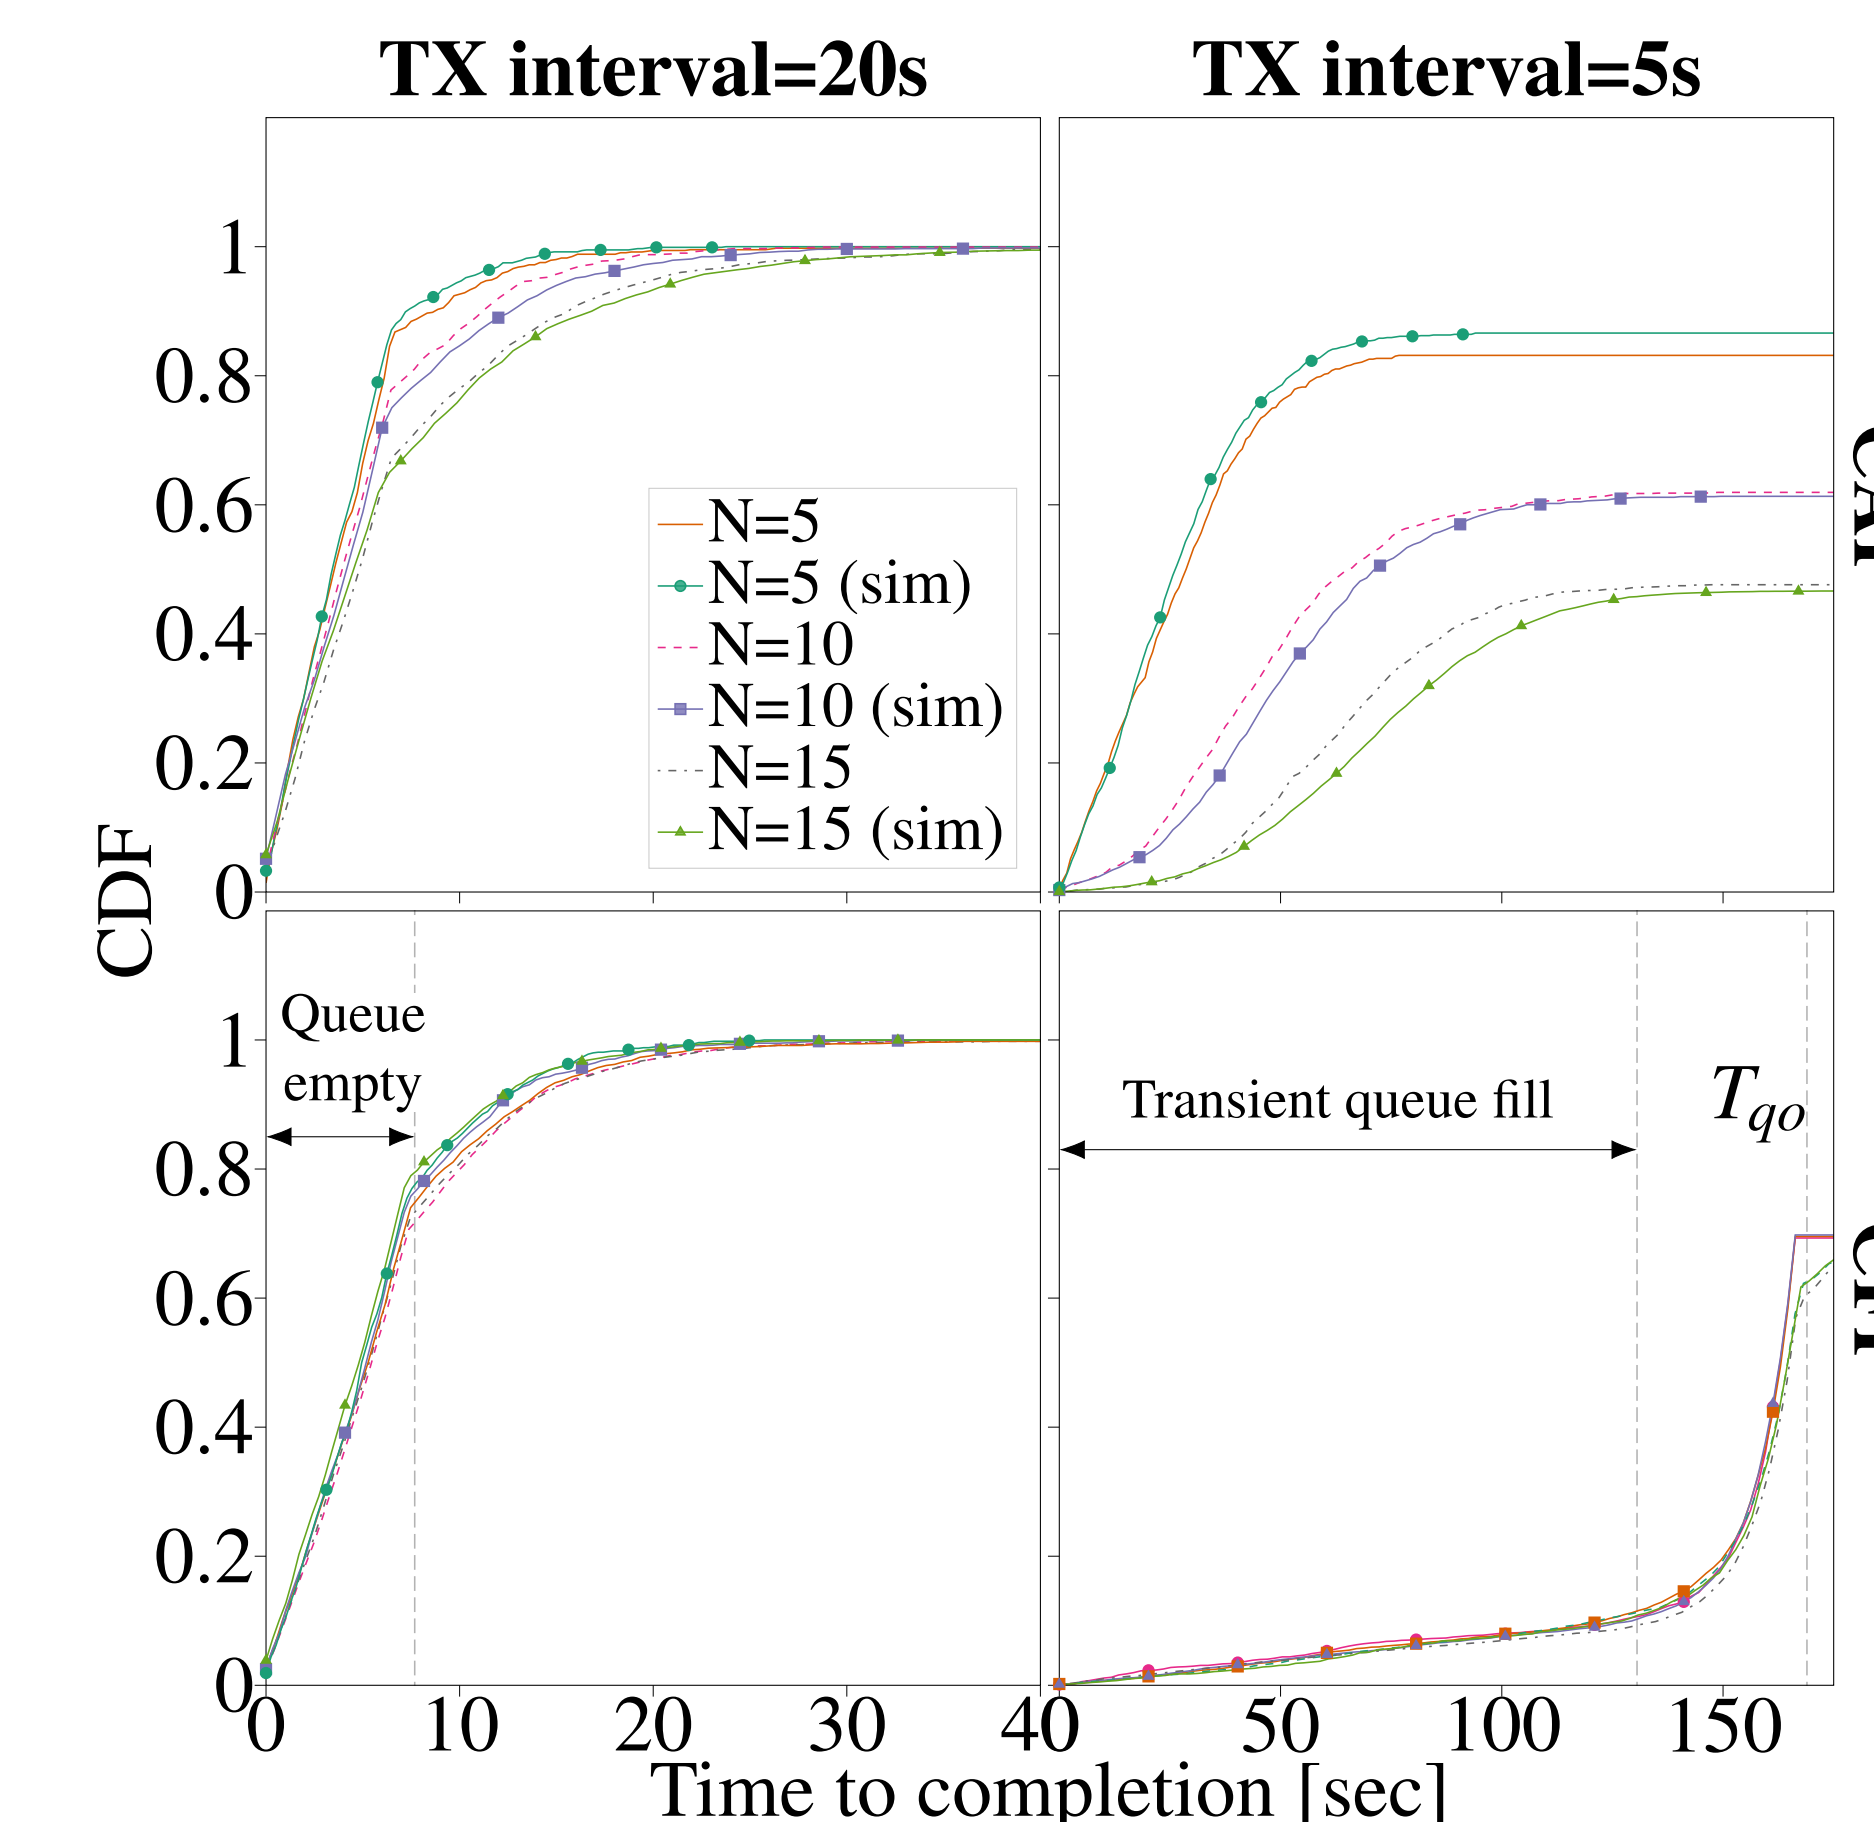 TX interval=20s
TX interval=5s
1
0.8
0.6
0.4
0.2
0
N=5
N=5 (sim)
N=10
N=10 (sim)
N=15
N=15 (sim)
CDF
1
0.8
0.6
0.4
0.2
0
Queue
empty
Transient queue fill
Tqo
0
10
20
30
40
0
50
100
150
Time to completion [sec]